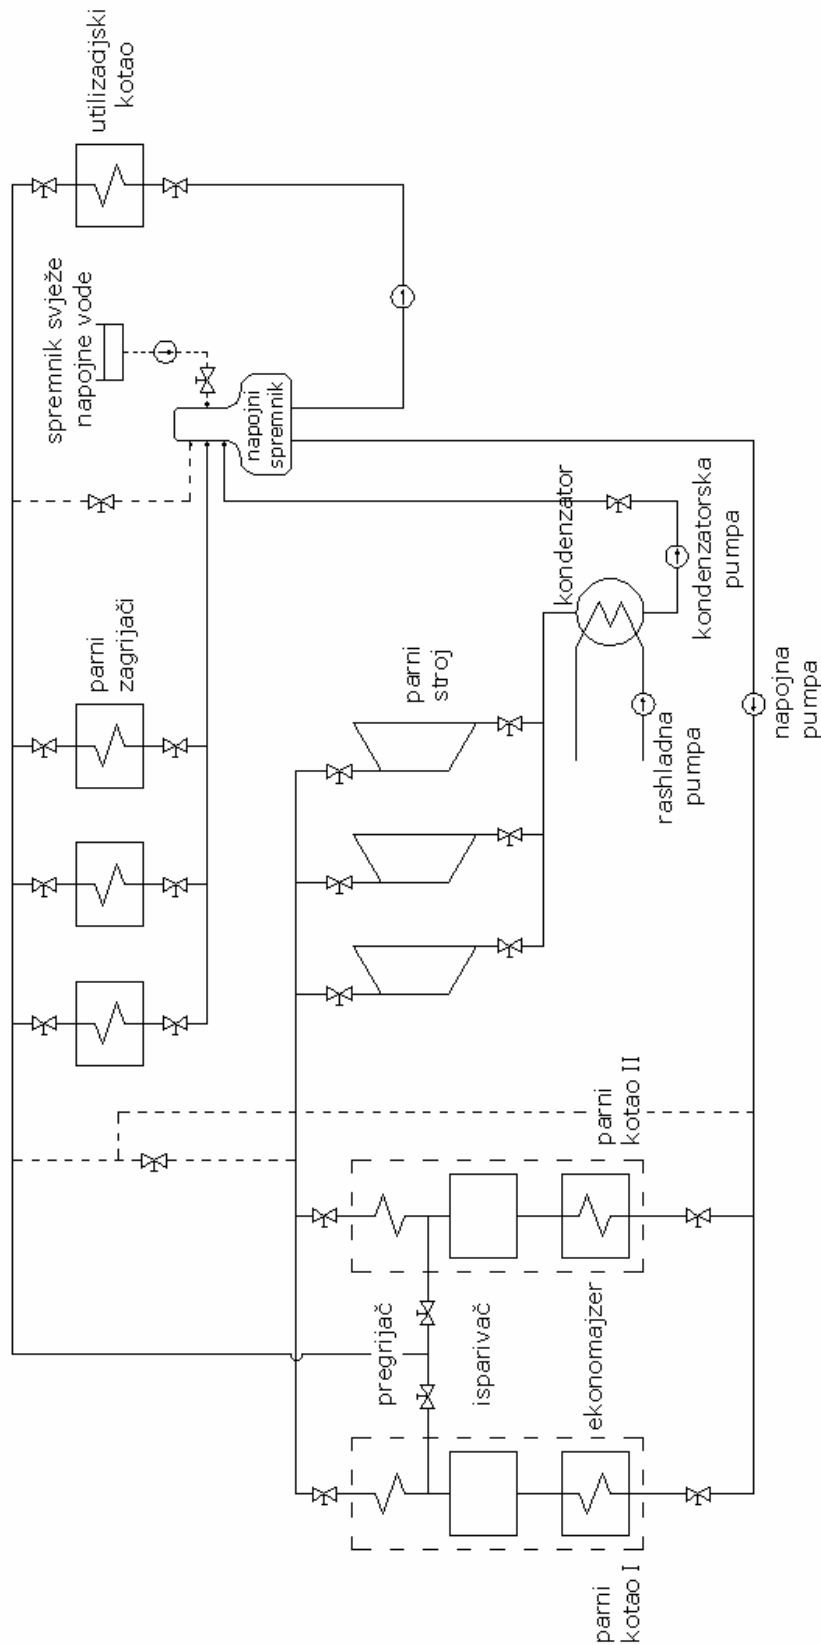 utilizacijski
kotao
spremnik svježe
napojne vode
parni
zagrijači
napojni
spremnik
parni
stroj
kondenzator
kondenzatorska
pumpa
rashladna
pumpa
napojna
pumpa
pregrijač
isparivač
ekonomajzer
parni
kotao II
parni
kotao I